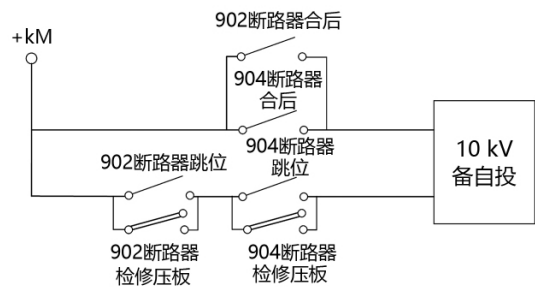 902断路器合后
+kM
904断路器
合后
10 kV
备自投
904断路器
跳位
902断路器跳位
902断路器
检修压板
904断路器
检修压板